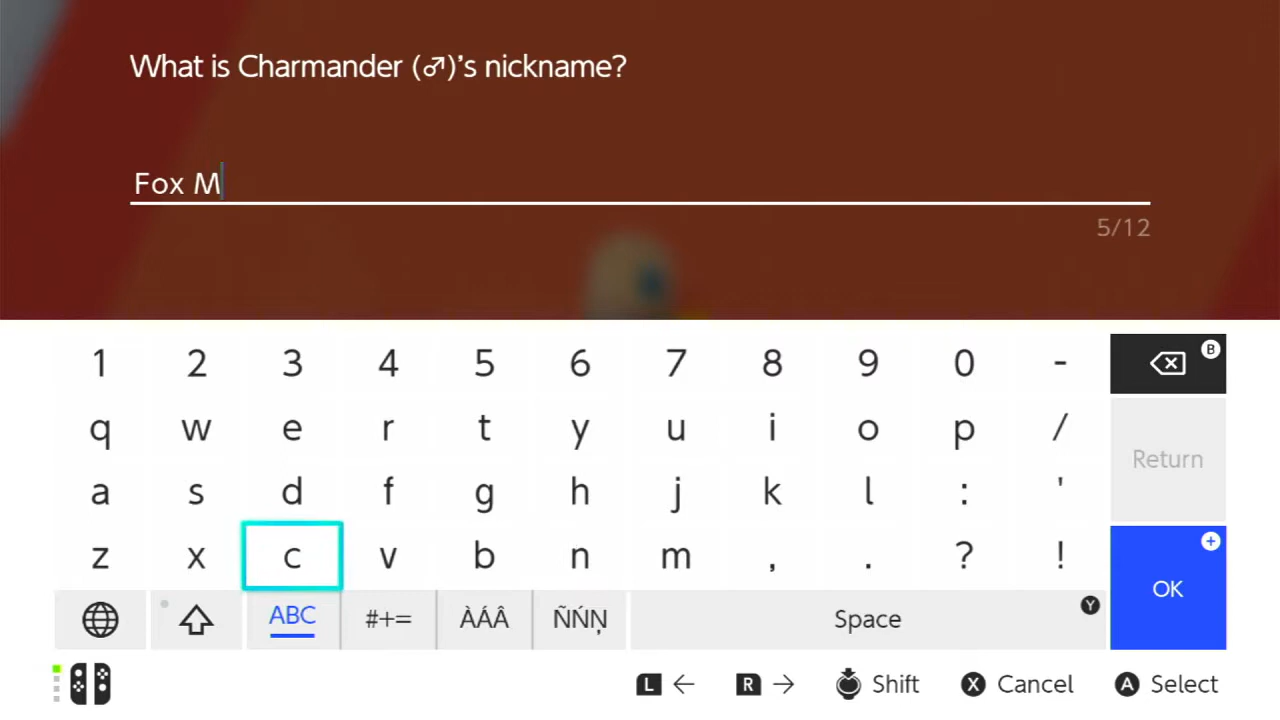 What is Charmander (♂)'s nickname?
Fox M
5/12
1 2 3 4 5 6 7 8 9 0 -
B
q w e r t y u i o p /
Return
a s d f g h j k l : '
z x c v b n m , . ? !
+
OK
ABC #+= ÀÁÂ ÑŃŅ Space Y
L ← R → Shift X Cancel A Select